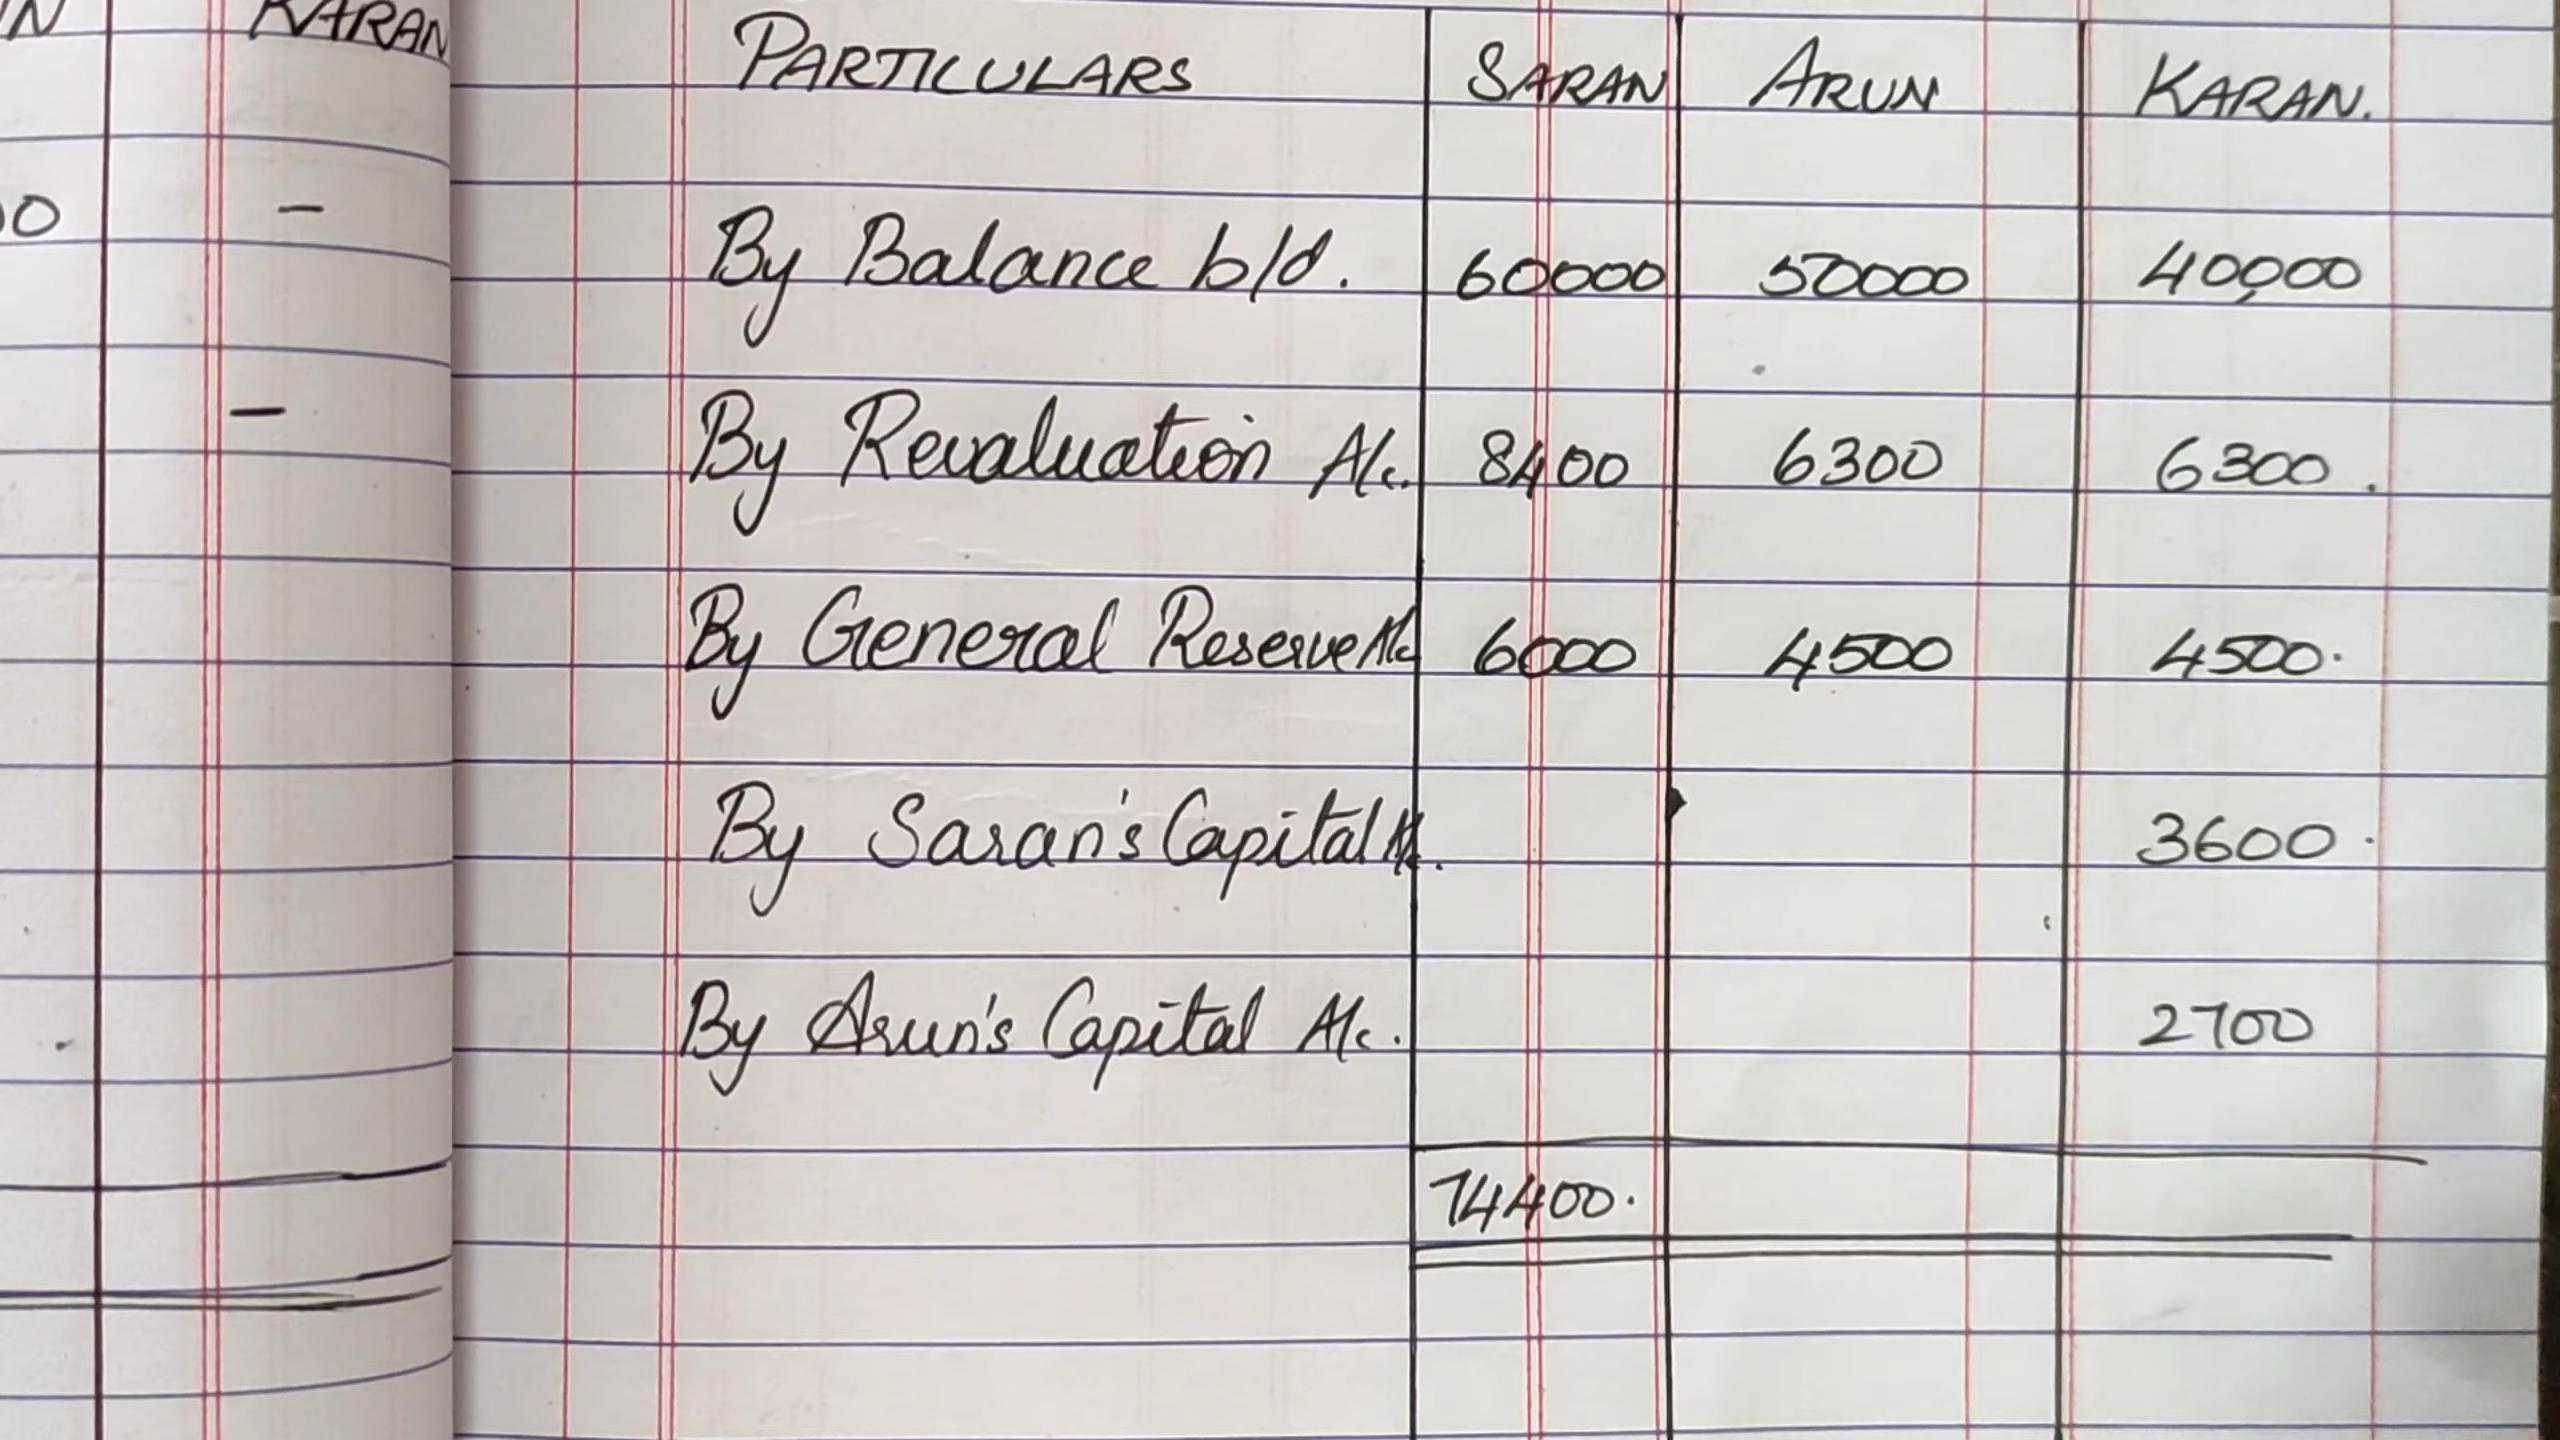 KARAN
0 -
-
PARTICULARS SARAN ARUN KARAN.
By Balance b/d. 60000 50000 40000
By Revaluation A/c. 8400 6300 6300.
By General Reserve A/c 6000 4500 4500.
By Saran's Capital A/c. 3600.
By Arun's Capital A/c. 2700
74400.